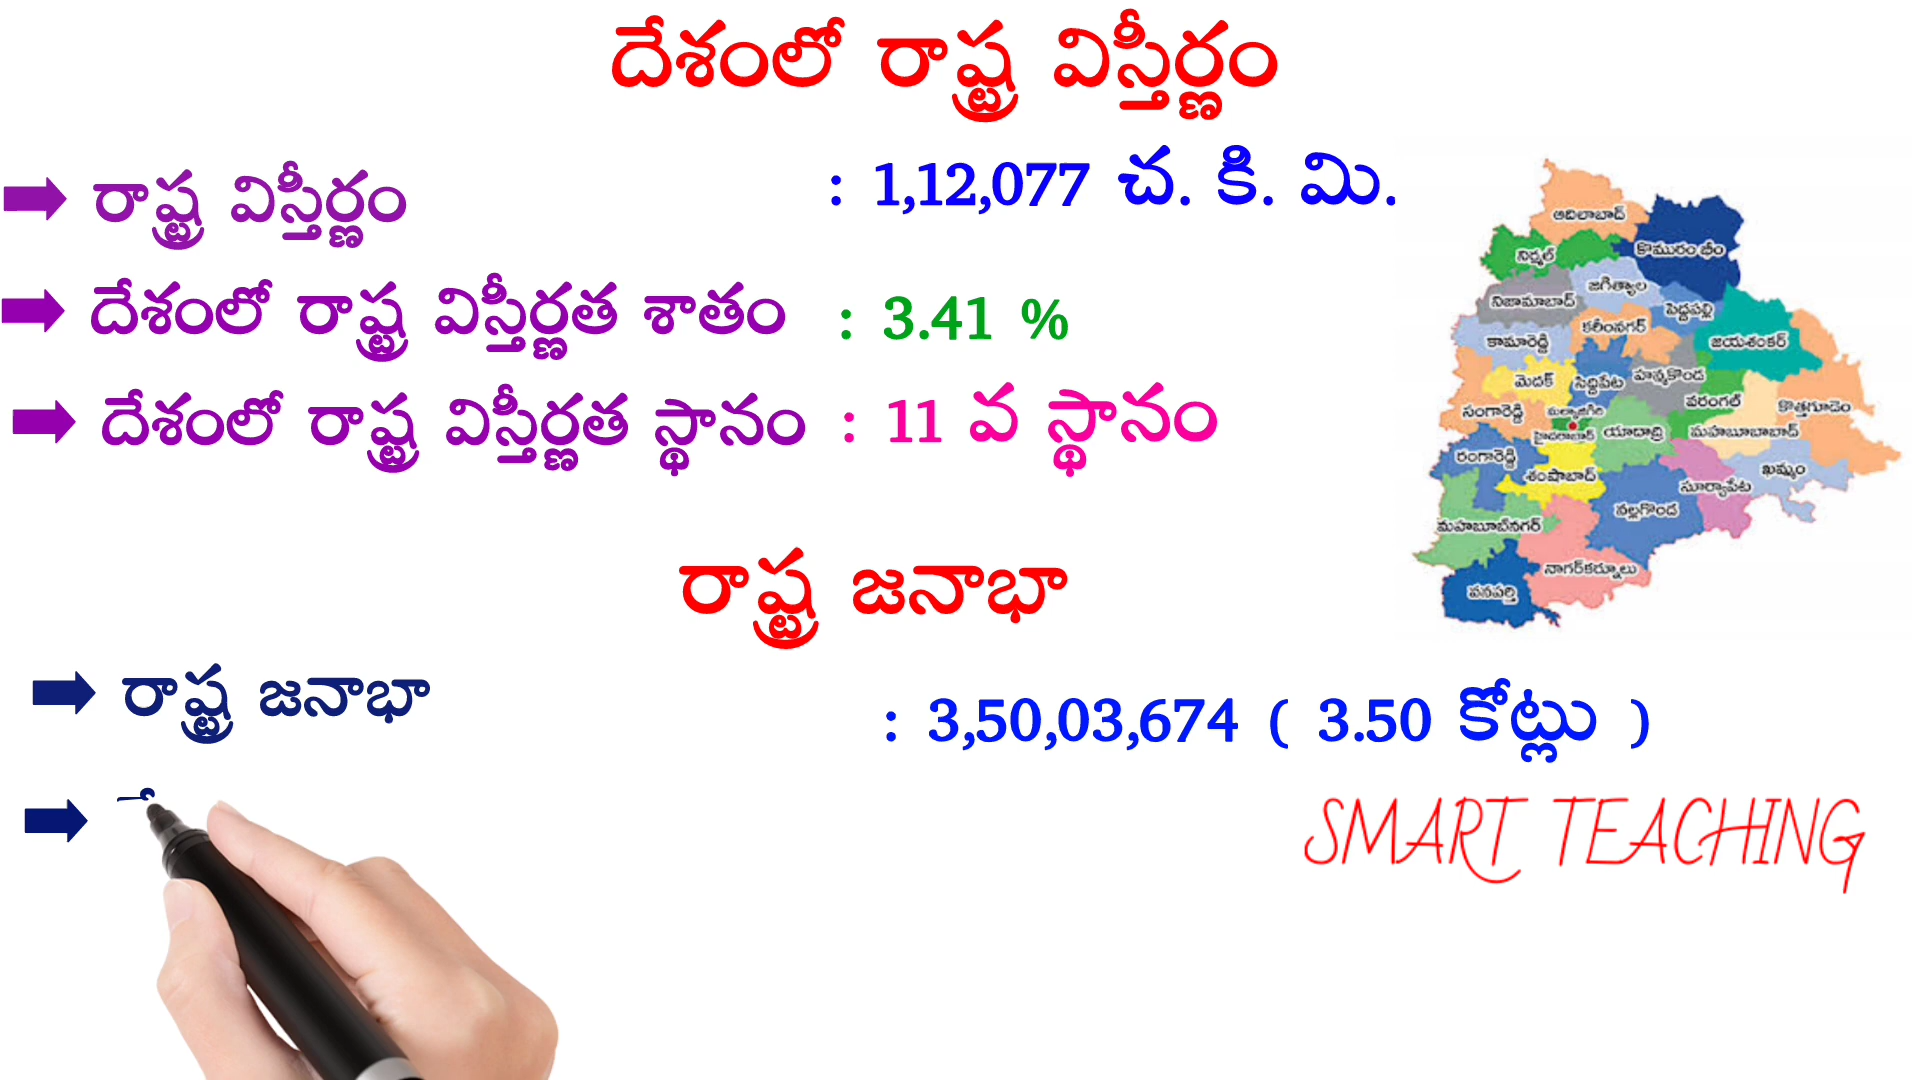 దేశంలో రాష్ట్ర విస్తీర్ణం
రాష్ట్ర విస్తీర్ణం : 1,12,077 చ. కి. మి.
దేశంలో రాష్ట్ర విస్తీర్ణత శాతం : 3.41 %
దేశంలో రాష్ట్ర విస్తీర్ణత స్థానం : 11 వ స్థానం
ఆదిలాబాద్
కొమురం భీం
నిర్మల్
జగిత్యాల
నిజామాబాద్
పెద్దపల్లి
కరీంనగర్
కామారెడ్డి
జయశంకర్
మెదక్
సిద్దిపేట
హన్మకొండ
వరంగల్
కొత్తగూడెం
సంగారెడ్డి
మల్కాజిగిరి
హైదరాబాద్
యాదాద్రి
మహబూబాబాద్
రంగారెడ్డి
శంషాబాద్
ఖమ్మం
సూర్యాపేట
నల్లగొండ
మహబూబ్‌నగర్
నాగర్‌కర్నూలు
వనపర్తి
రాష్ట్ర జనాభా
రాష్ట్ర జనాభా : 3,50,03,674 ( 3.50 కోట్లు )
SMART TEACHING